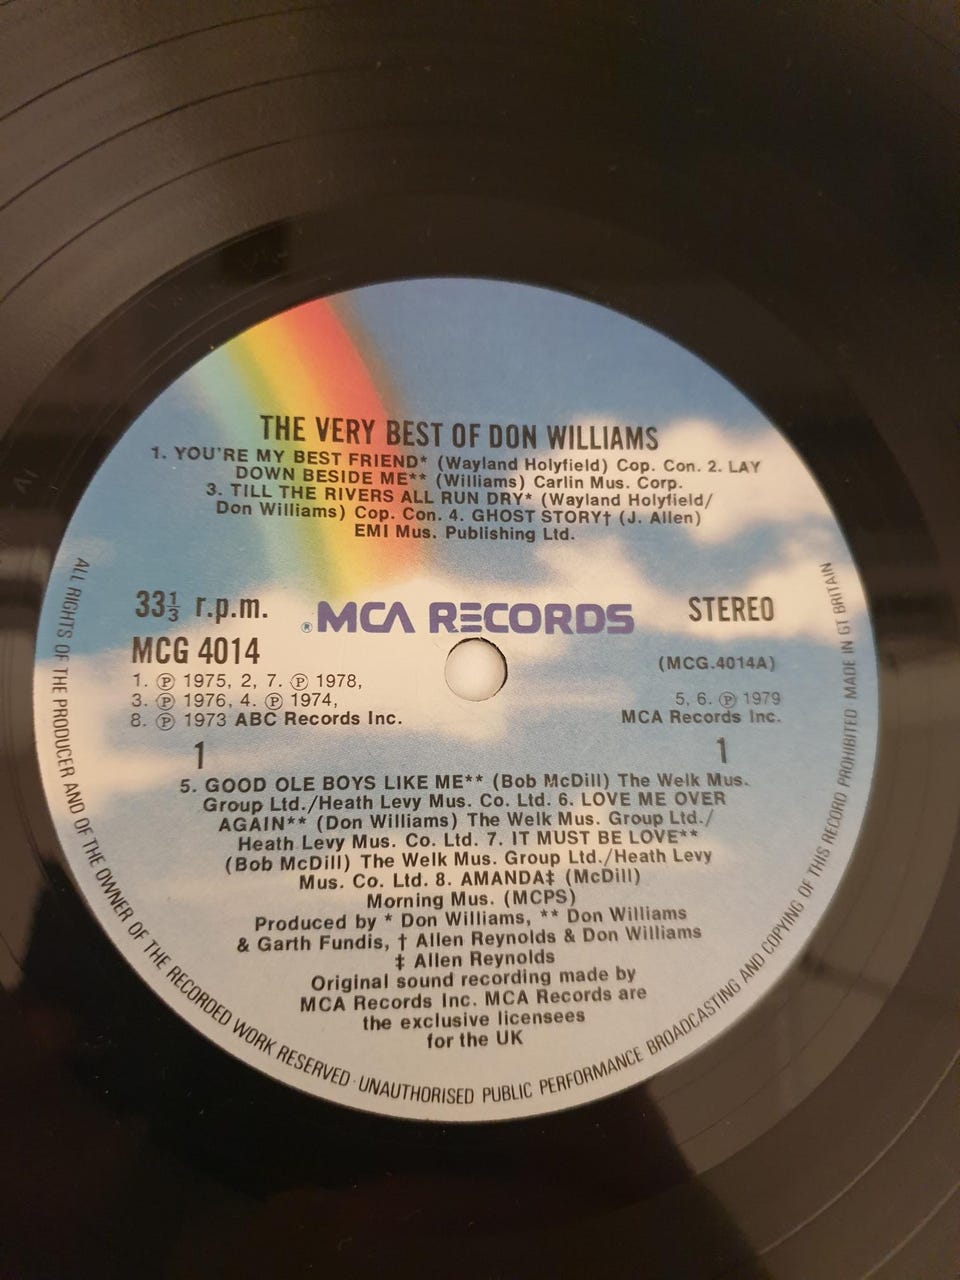 THE VERY BEST OF DON WILLIAMS
1. YOU'RE MY BEST FRIEND* (Wayland Holyfield) Cop. Con. 2. LAY
DOWN BESIDE ME** (Williams) Carlin Mus. Corp.
3. TILL THE RIVERS ALL RUN DRY* (Wayland Holyfield/
Don Williams) Cop. Con. 4. GHOST STORY† (J. Allen)
EMI Mus. Publishing Ltd.
33⅓ r.p.m.
® MCA RECORDS
STEREO
MCG 4014
(MCG.4014A)
1. ℗ 1975, 2, 7. ℗ 1978,
3. ℗ 1976, 4. ℗ 1974,
8. ℗ 1973 ABC Records Inc.
5, 6. ℗ 1979
MCA Records Inc.
1
1
5. GOOD OLE BOYS LIKE ME** (Bob McDill) The Welk Mus.
Group Ltd./Heath Levy Mus. Co. Ltd. 6. LOVE ME OVER
AGAIN** (Don Williams) The Welk Mus. Group Ltd./
Heath Levy Mus. Co. Ltd. 7. IT MUST BE LOVE**
(Bob McDill) The Welk Mus. Group Ltd./Heath Levy
Mus. Co. Ltd. 8. AMANDA‡ (McDill)
Morning Mus. (MCPS)
Produced by * Don Williams, ** Don Williams
& Garth Fundis, † Allen Reynolds & Don Williams
‡ Allen Reynolds
Original sound recording made by
MCA Records Inc. MCA Records are
the exclusive licensees
for the UK
ALL RIGHTS OF THE PRODUCER AND OF THE OWNER OF THE RECORDED WORK RESERVED · UNAUTHORISED PUBLIC PERFORMANCE BROADCASTING AND COPYING OF THIS RECORD PROHIBITED MADE IN GT BRITAIN